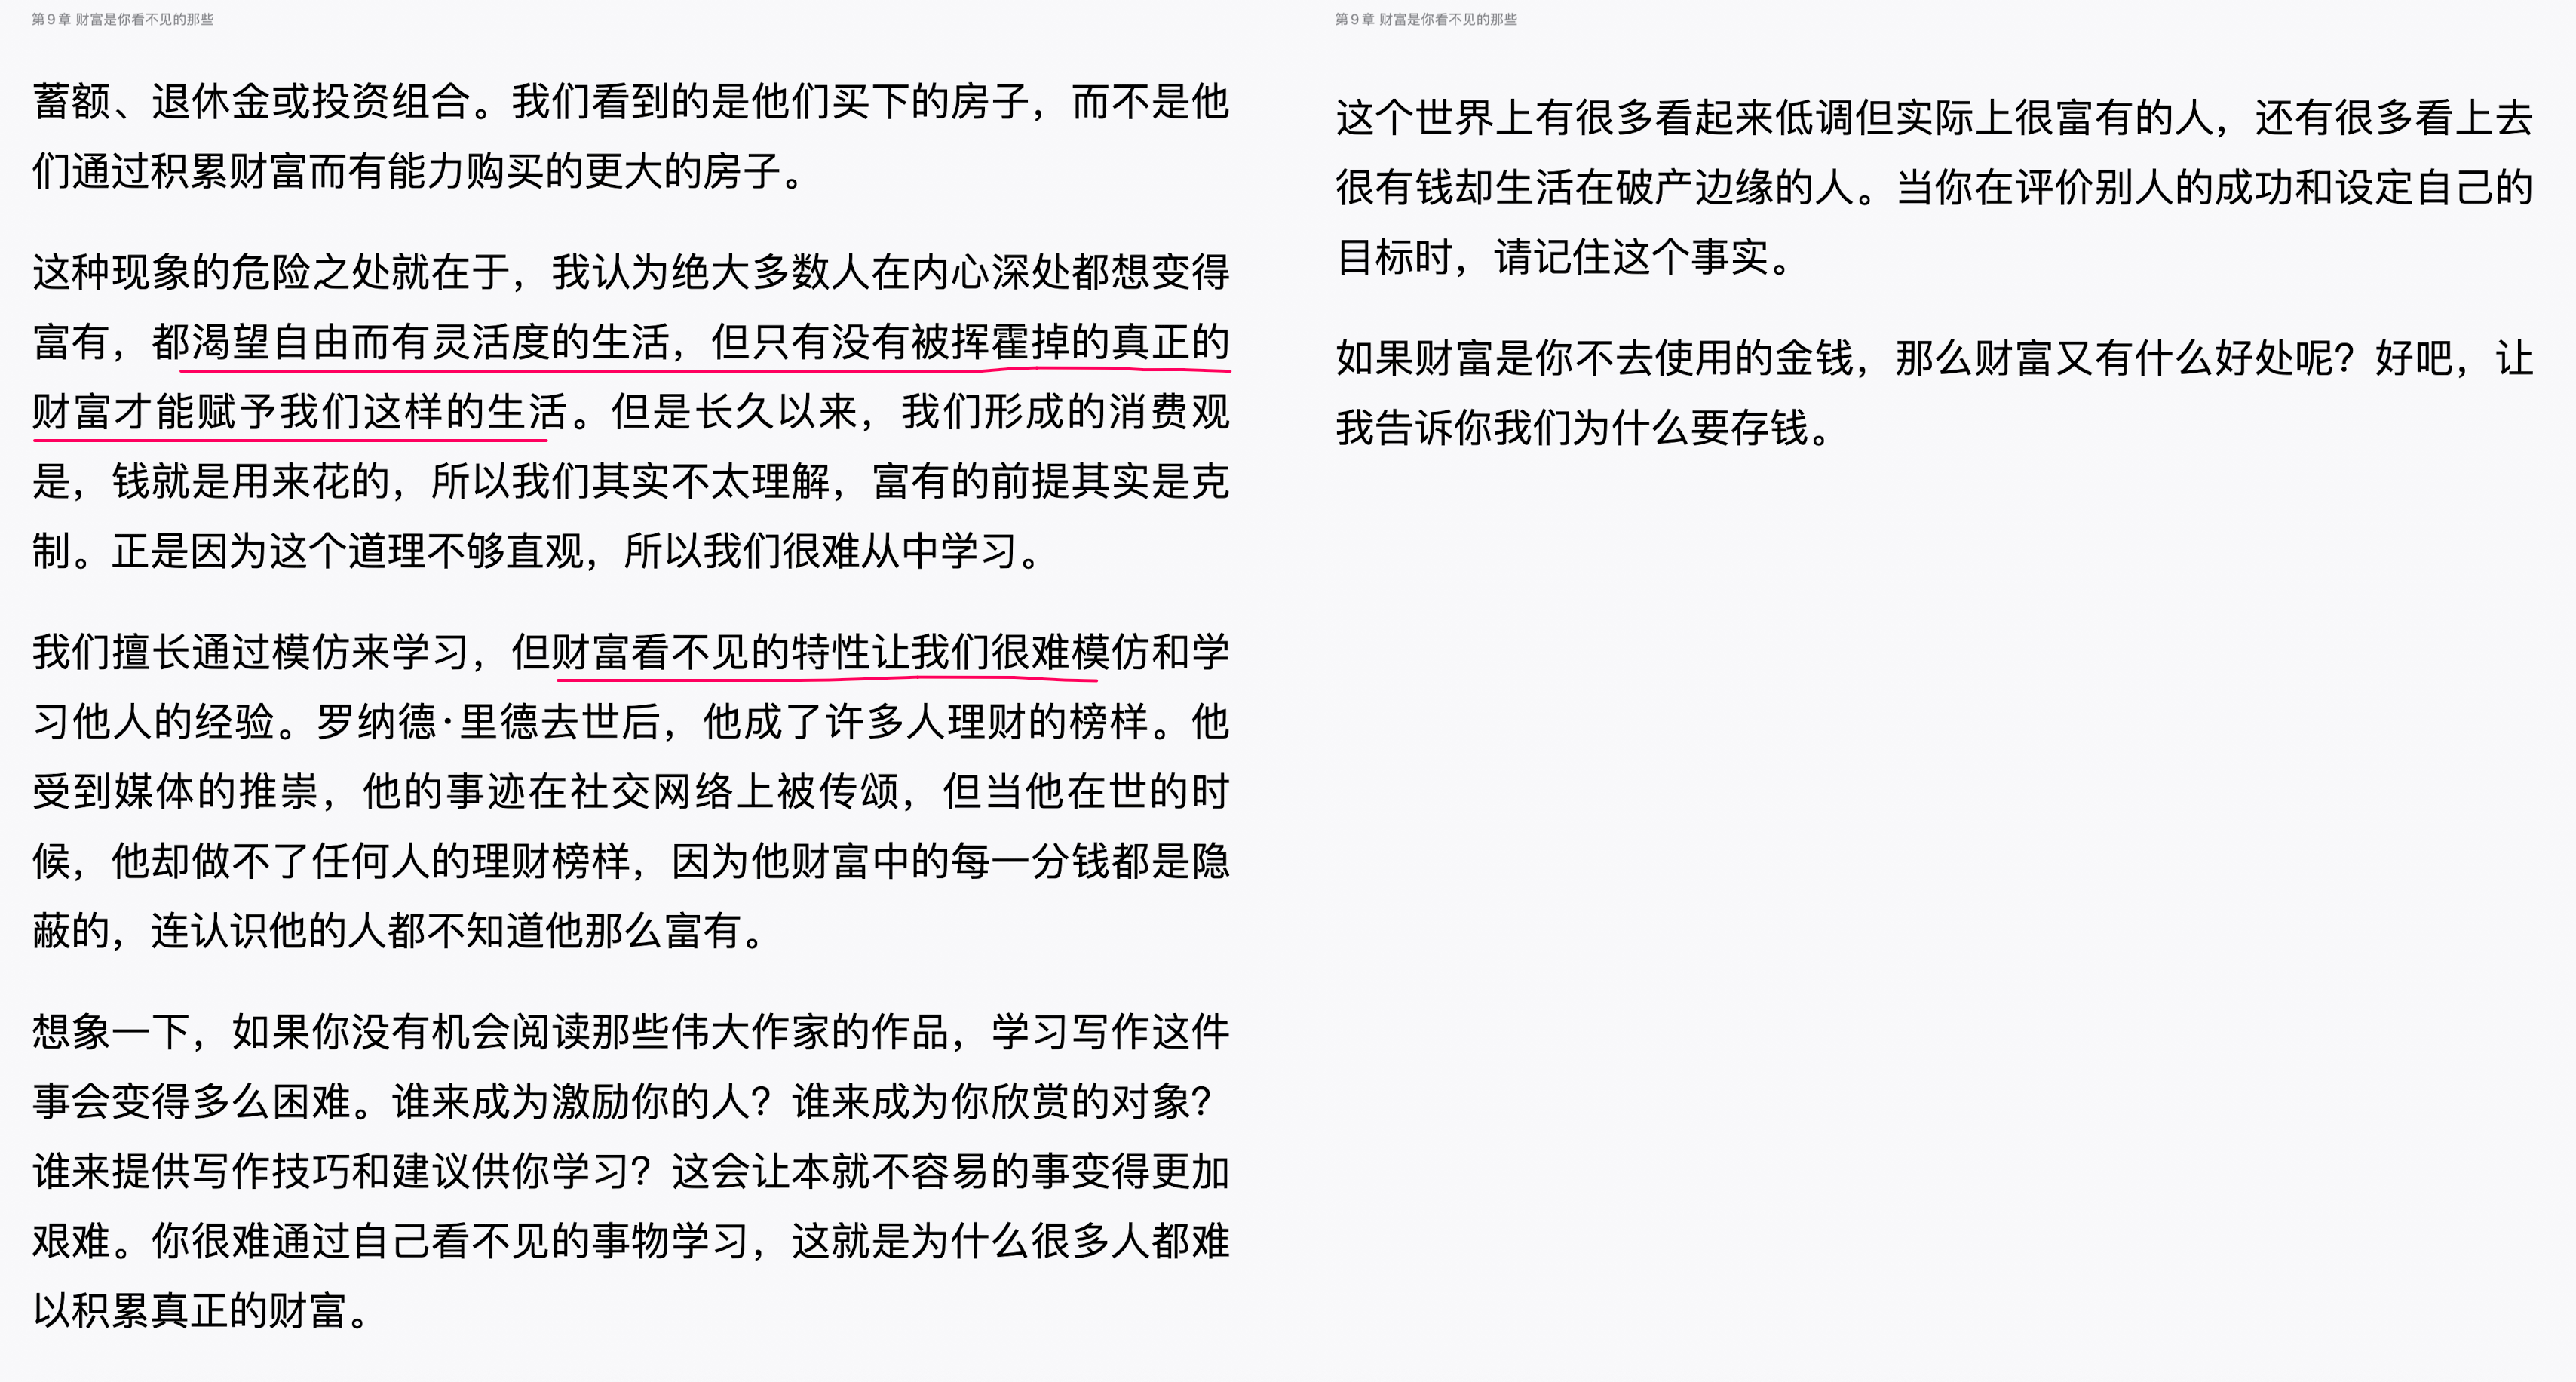 第9章 财富是你看不见的那些
蓄额、退休金或投资组合。我们看到的是他们买下的房子，而不是他
们通过积累财富而有能力购买的更大的房子。
这种现象的危险之处就在于，我认为绝大多数人在内心深处都想变得
富有，都渴望自由而有灵活度的生活，但只有没有被挥霍掉的真正的
财富才能赋予我们这样的生活。但是长久以来，我们形成的消费观
是，钱就是用来花的，所以我们其实不太理解，富有的前提其实是克
制。正是因为这个道理不够直观，所以我们很难从中学习。
我们擅长通过模仿来学习，但财富看不见的特性让我们很难模仿和学
习他人的经验。罗纳德·里德去世后，他成了许多人理财的榜样。他
受到媒体的推崇，他的事迹在社交网络上被传颂，但当他在世的时
候，他却做不了任何人的理财榜样，因为他财富中的每一分钱都是隐
蔽的，连认识他的人都不知道他那么富有。
想象一下，如果你没有机会阅读那些伟大作家的作品，学习写作这件
事会变得多么困难。谁来成为激励你的人？谁来成为你欣赏的对象？
谁来提供写作技巧和建议供你学习？这会让本就不容易的事变得更加
艰难。你很难通过自己看不见的事物学习，这就是为什么很多人都难
以积累真正的财富。
第9章 财富是你看不见的那些
这个世界上有很多看起来低调但实际上很富有的人，还有很多看上去
很有钱却生活在破产边缘的人。当你在评价别人的成功和设定自己的
目标时，请记住这个事实。
如果财富是你不去使用的金钱，那么财富又有什么好处呢？好吧，让
我告诉你我们为什么要存钱。